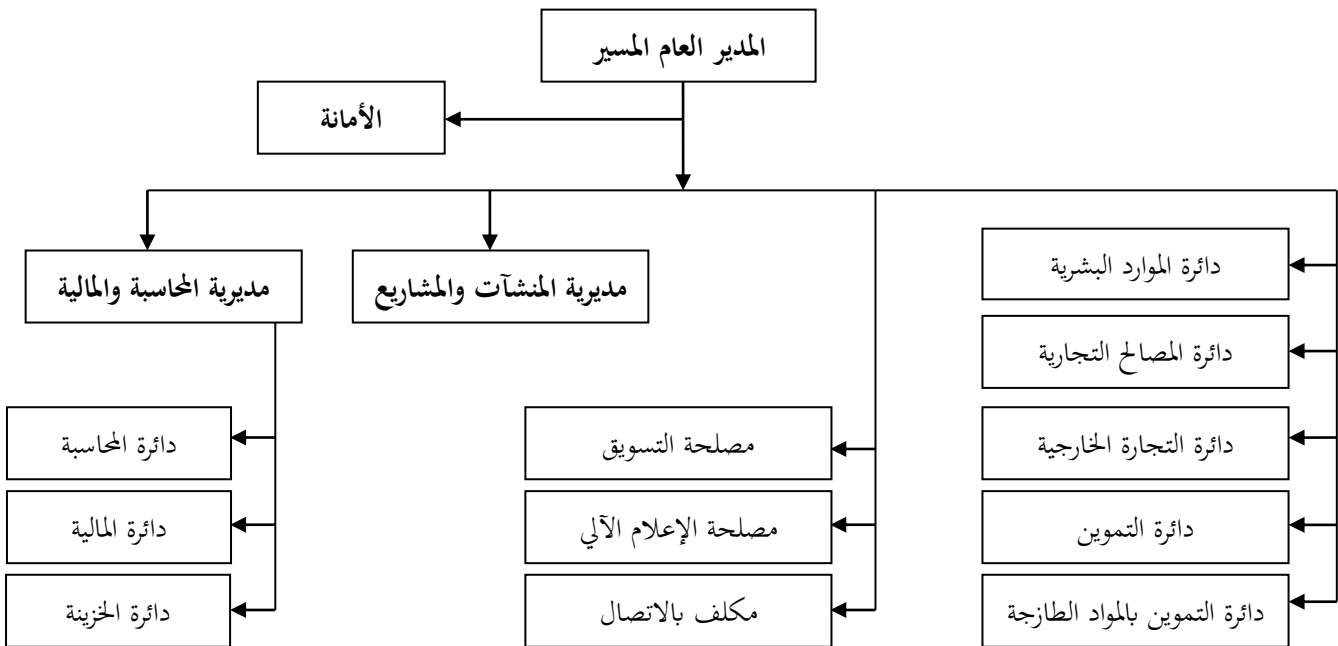 المدير العام المسير
الأمانة
دائرة الموارد البشرية
مديرية المنشآت والمشاريع
مديرية المحاسبة والمالية
دائرة المصالح التجارية
دائرة التجارة الخارجية
مصلحة التسويق
دائرة المحاسبة
دائرة التموين
مصلحة الإعلام الآلي
دائرة المالية
دائرة التموين بالمواد الطازجة
مكلف بالاتصال
دائرة الخزينة